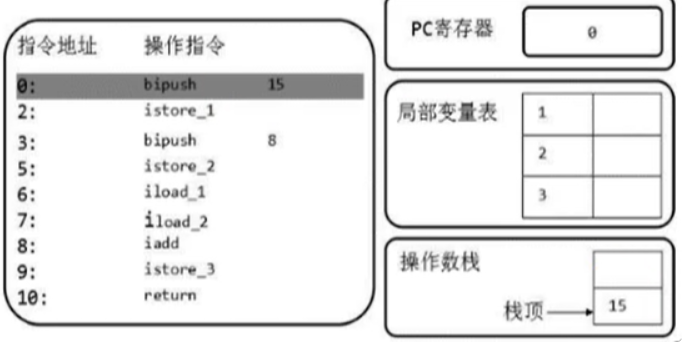 指令地址 操作指令
0: bipush 15
2: istore_1
3: bipush 8
5: istore_2
6: iload_1
7: iload_2
8: iadd
9: istore_3
10: return
PC寄存器 0
局部变量表 1
2
3
操作数栈
栈顶 15